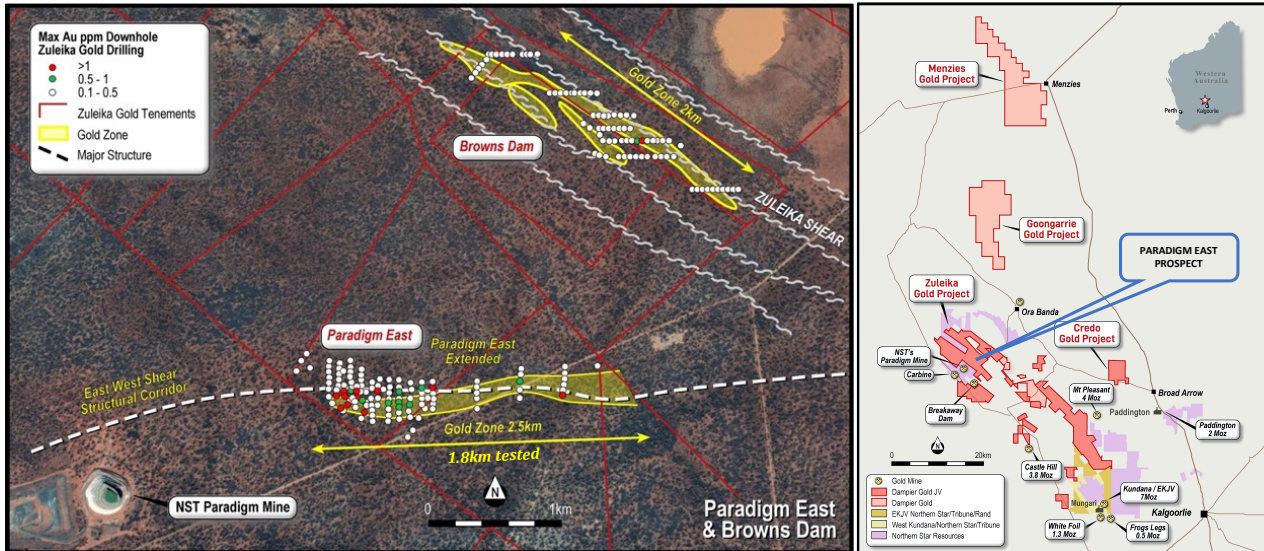 Max Au ppm Downhole
Zuleika Gold Drilling
>1
0.5 - 1
0.1 - 0.5
Zuleika Gold Tenements
Gold Zone
Major Structure
Gold Zone 2km
Browns Dam
ZULEIKA SHEAR
Paradigm East
Paradigm East
Extended
East West Shear
Structural Corridor
Gold Zone 2.5km
1.8km tested
NST Paradigm Mine
N
0
1km
Paradigm East
& Browns Dam
Menzies
Gold Project
Menzies
Western
Australia
Perth
Kalgoorlie
Goongarrie
Gold Project
PARADIGM EAST
PROSPECT
Zuleika
Gold Project
Ora Banda
Credo
Gold Project
NST's
Paradigm Mine
Carbine
Mt Pleasant
4 Moz
Broad Arrow
Breakaway
Dam
Paddington
Paddington
2 Moz
N
0
20km
Castle Hill
3.8 Moz
Gold Mine
Dampier Gold JV
Dampier Gold
EKJV Northern Star/Tribune/Rand
West Kundana/Northern Star/Tribune
Northern Star Resources
Kundana / EKJV
7Moz
Mungari
White Foil
1.3 Moz
Frogs Legs
0.5 Moz
Kalgoorlie